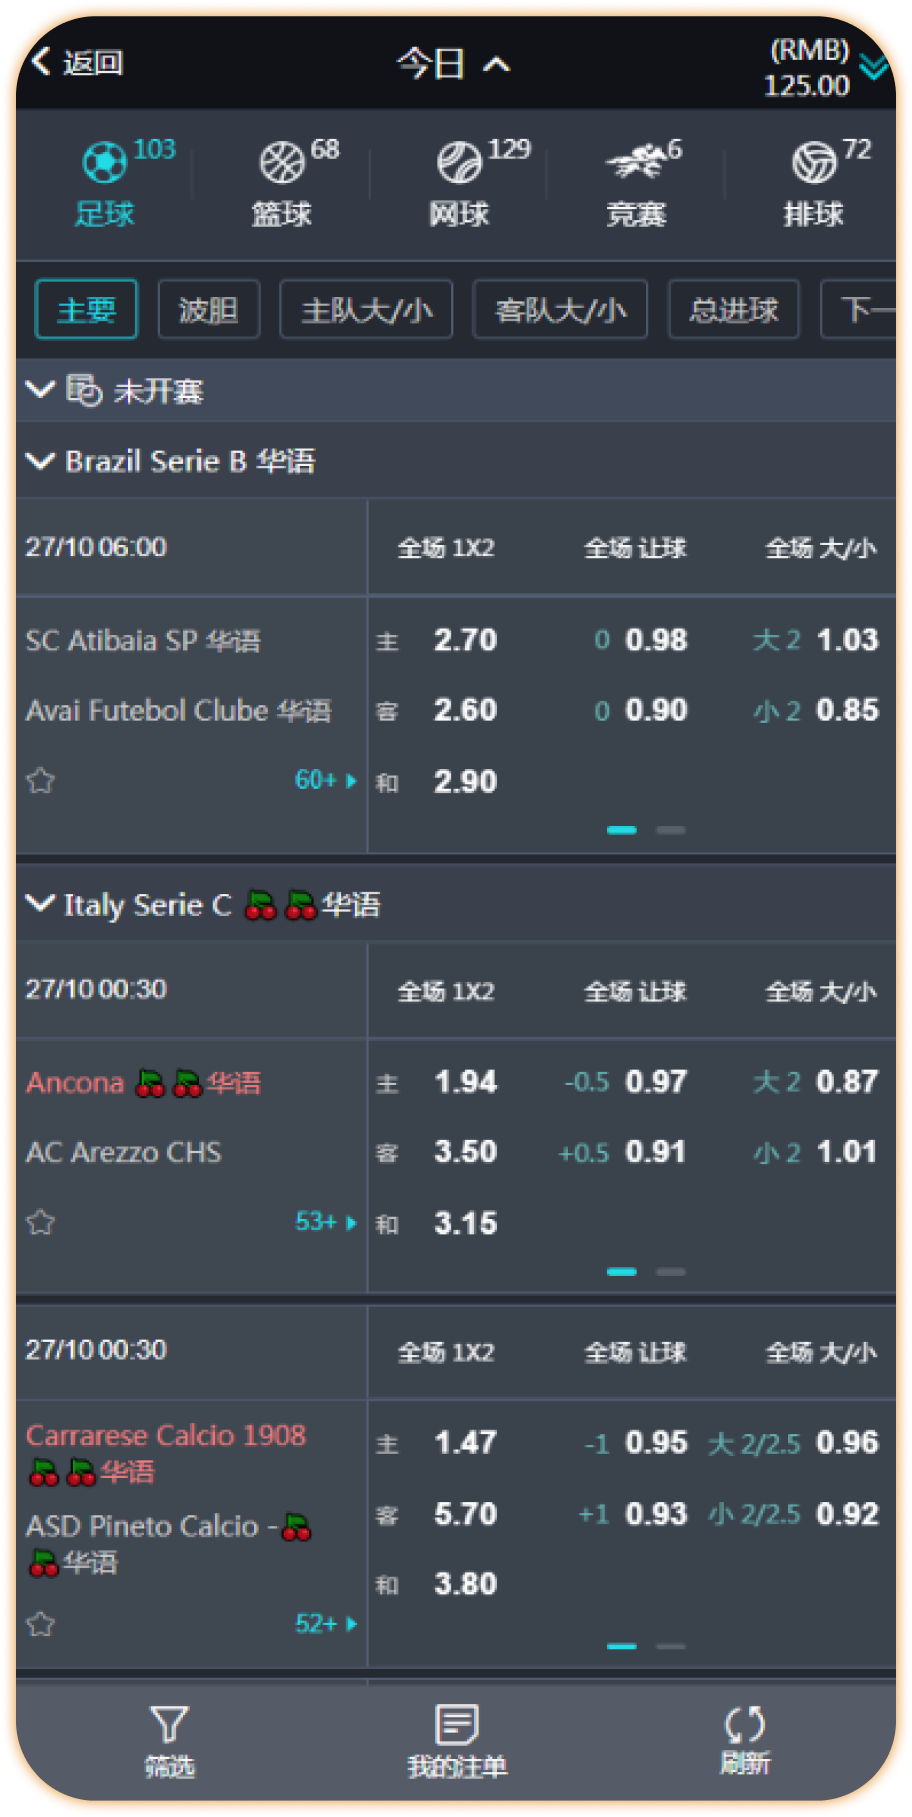 返回 今日 (RMB)
125.00
103 68 129 6 72
足球 篮球 网球 竞赛 排球
主要 波胆 主队大/小 客队大/小 总进球 下一
未开赛
Brazil Serie B 华语
27/10 06:00 全场 1X2 全场 让球 全场 大/小
SC Atibaia SP 华语 主 2.70 0 0.98 大 2 1.03
Avai Futebol Clube 华语 客 2.60 0 0.90 小 2 0.85
60+ 和 2.90
Italy Serie C 华语
27/10 00:30 全场 1X2 全场 让球 全场 大/小
Ancona 华语 主 1.94 -0.5 0.97 大 2 0.87
AC Arezzo CHS 客 3.50 +0.5 0.91 小 2 1.01
53+ 和 3.15
27/10 00:30 全场 1X2 全场 让球 全场 大/小
Carrarese Calcio 1908 主 1.47 -1 0.95 大 2/2.5 0.96
华语
ASD Pineto Calcio - 客 5.70 +1 0.93 小 2/2.5 0.92
华语
52+ 和 3.80
筛选 我的注单 刷新